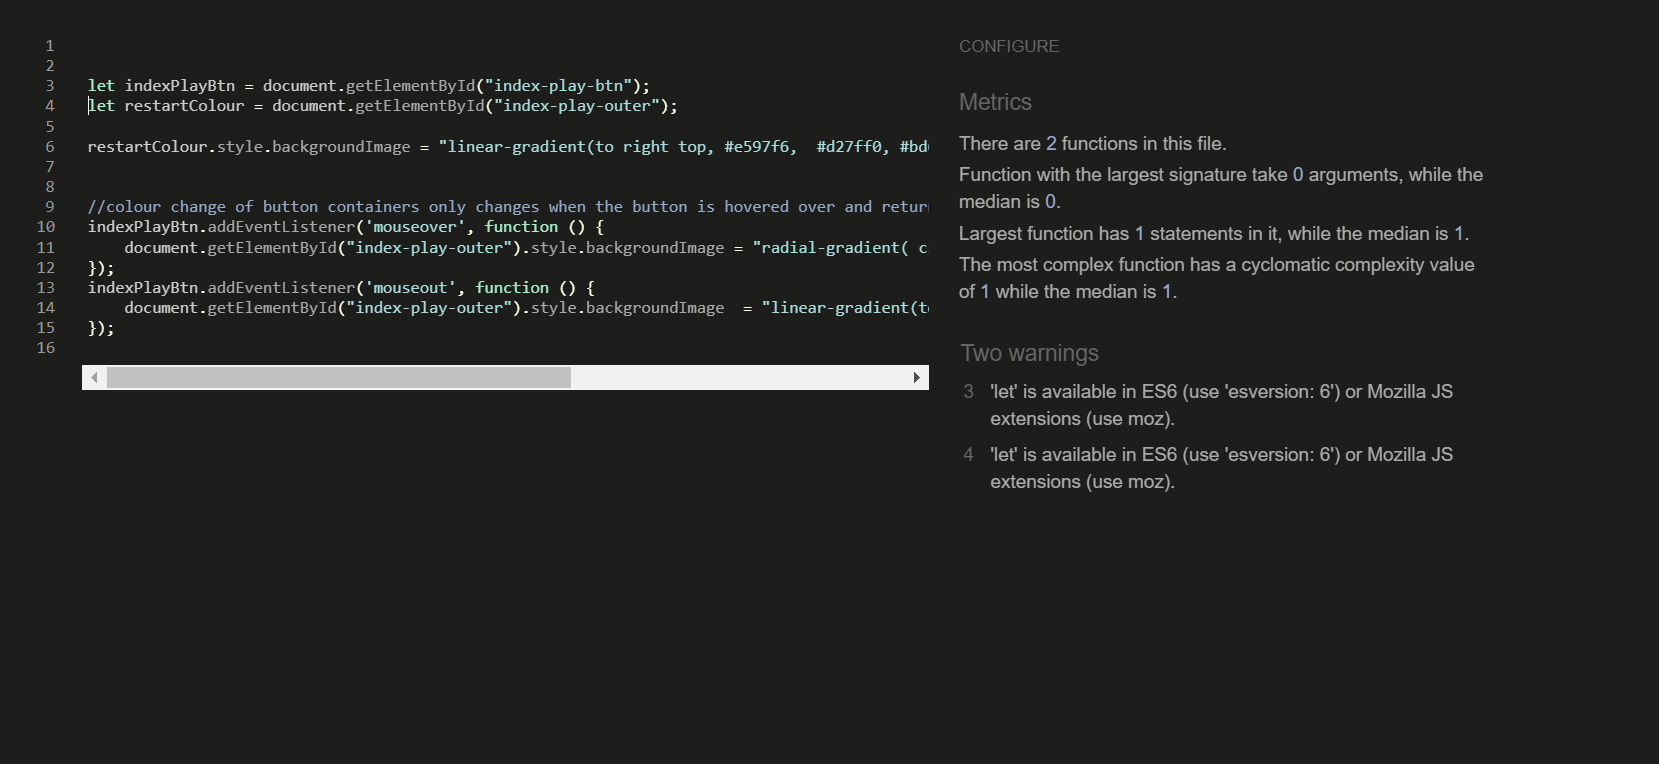 1
2
3 let indexPlayBtn = document.getElementById("index-play-btn");
4 let restartColour = document.getElementById("index-play-outer");
5
6 restartColour.style.backgroundImage = "linear-gradient(to right top, #e597f6,  #d27ff0,
7
8
9 //colour change of button containers only changes when the button is hovered over and
10 indexPlayBtn.addEventListener('mouseover', function () {
11     document.getElementById("index-play-outer").style.backgroundImage = "radial-gradient(
12 });
13 indexPlayBtn.addEventListener('mouseout', function () {
14     document.getElementById("index-play-outer").style.backgroundImage  = "linear-gradient(
15 });
16
CONFIGURE
Metrics
There are 2 functions in this file.
Function with the largest signature take 0 arguments, while the
median is 0.
Largest function has 1 statements in it, while the median is 1.
The most complex function has a cyclomatic complexity value
of 1 while the median is 1.
Two warnings
3 'let' is available in ES6 (use 'esversion: 6') or Mozilla JS
extensions (use moz).
4 'let' is available in ES6 (use 'esversion: 6') or Mozilla JS
extensions (use moz).